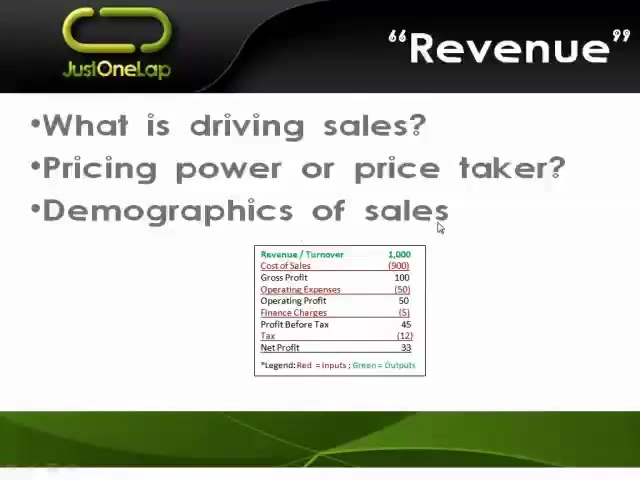 JustOneLap
“Revenue”
•What is driving sales?
•Pricing power or price taker?
•Demographics of sales
Revenue / Turnover 1,000
Cost of Sales (900)
Gross Profit 100
Operating Expenses (50)
Operating Profit 50
Finance Charges (5)
Profit Before Tax 45
Tax (12)
Net Profit 33
*Legend: Red = Inputs ; Green = Outputs